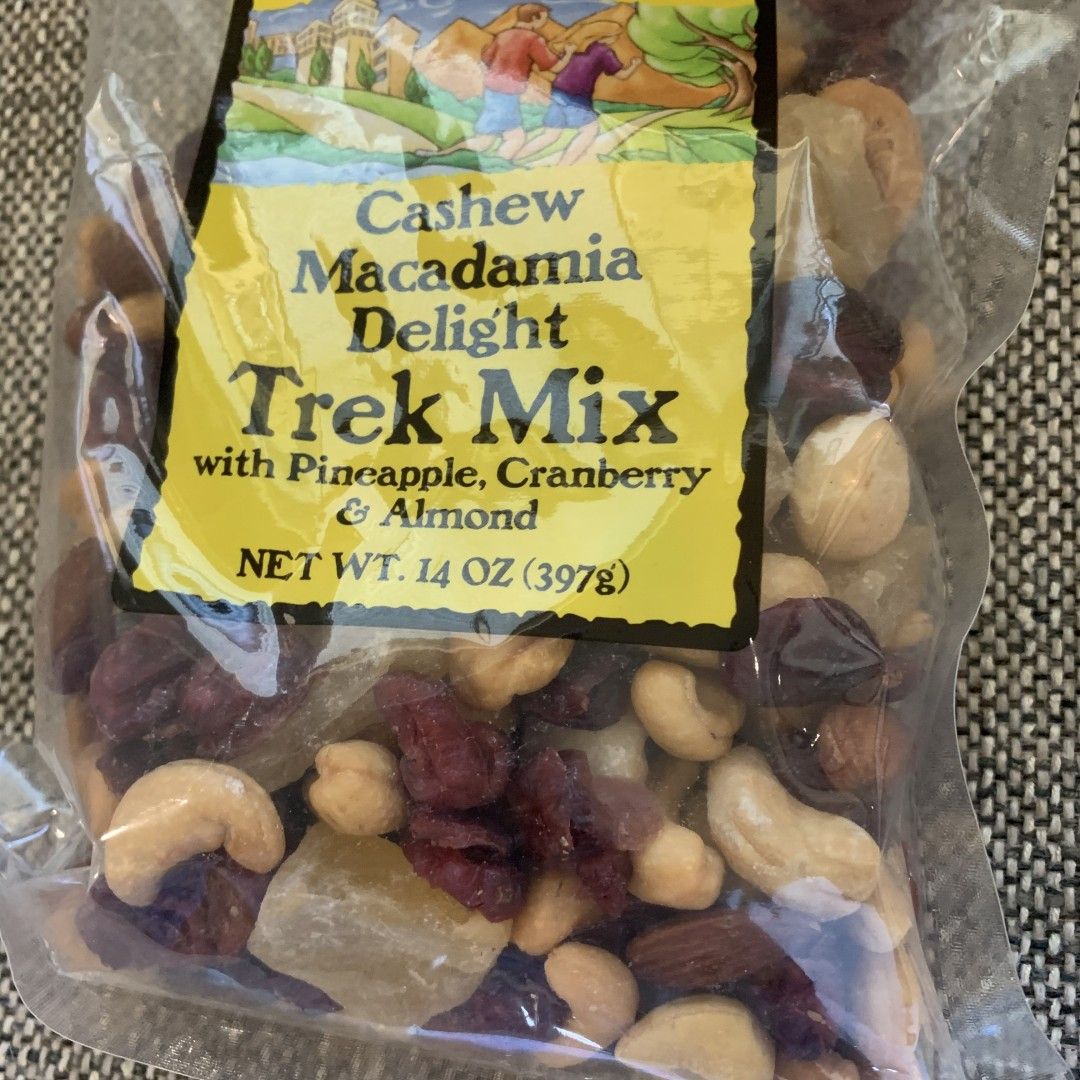 Cashew
Macadamia
Delight
Trek Mix
with Pineapple, Cranberry
& Almond
NET WT. 14 OZ (397g)